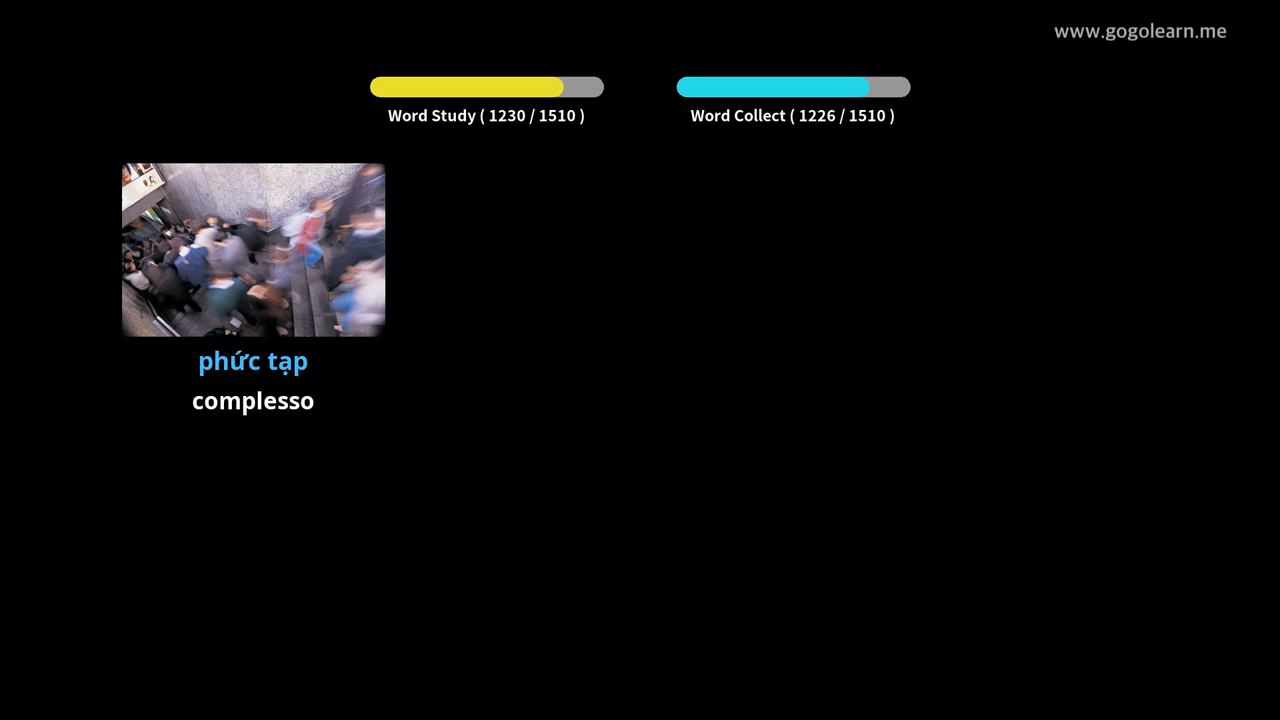 www.gogolearn.me
Word Study ( 1230 / 1510 )
Word Collect ( 1226 / 1510 )
phức tạp
complesso